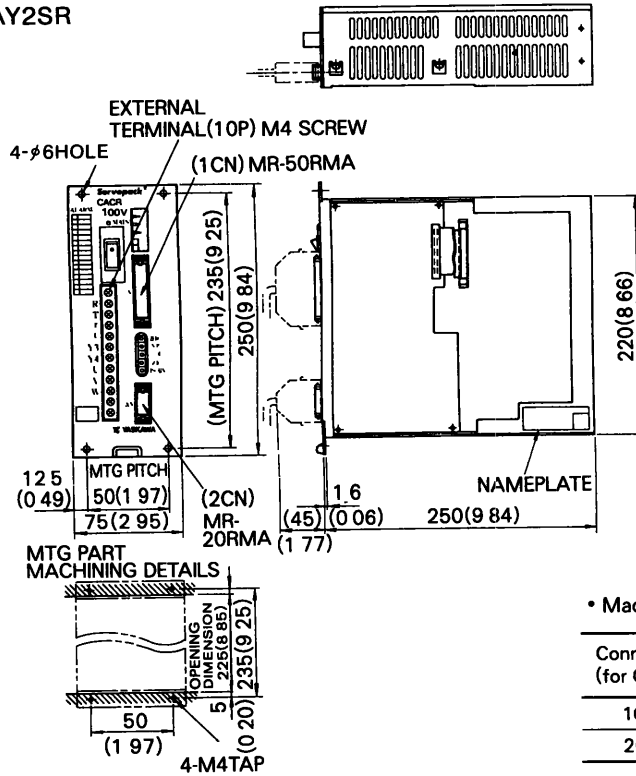 AY2SR
EXTERNAL
TERMINAL(10P) M4 SCREW
4-φ6HOLE
(1CN) MR-50RMA
Servopack
CACR
100V
R
T
r
t
Y3
Y4
U
V
W
YASKAWA
(MTG PITCH) 235(9 25)
250(9 84)
220(8 66)
MTG PITCH
12 5
(0 49)
50(1 97)
75(2 95)
(2CN)
MR-
20RMA
(45)
(1 77)
1.6
(0 06)
250(9 84)
NAMEPLATE
MTG PART
MACHINING DETAILS
OPENING
DIMENSION
225(8 85)
235(9 25)
5
(0 20)
50
(1 97)
4-M4TAP
• Mac
Conn
(for C